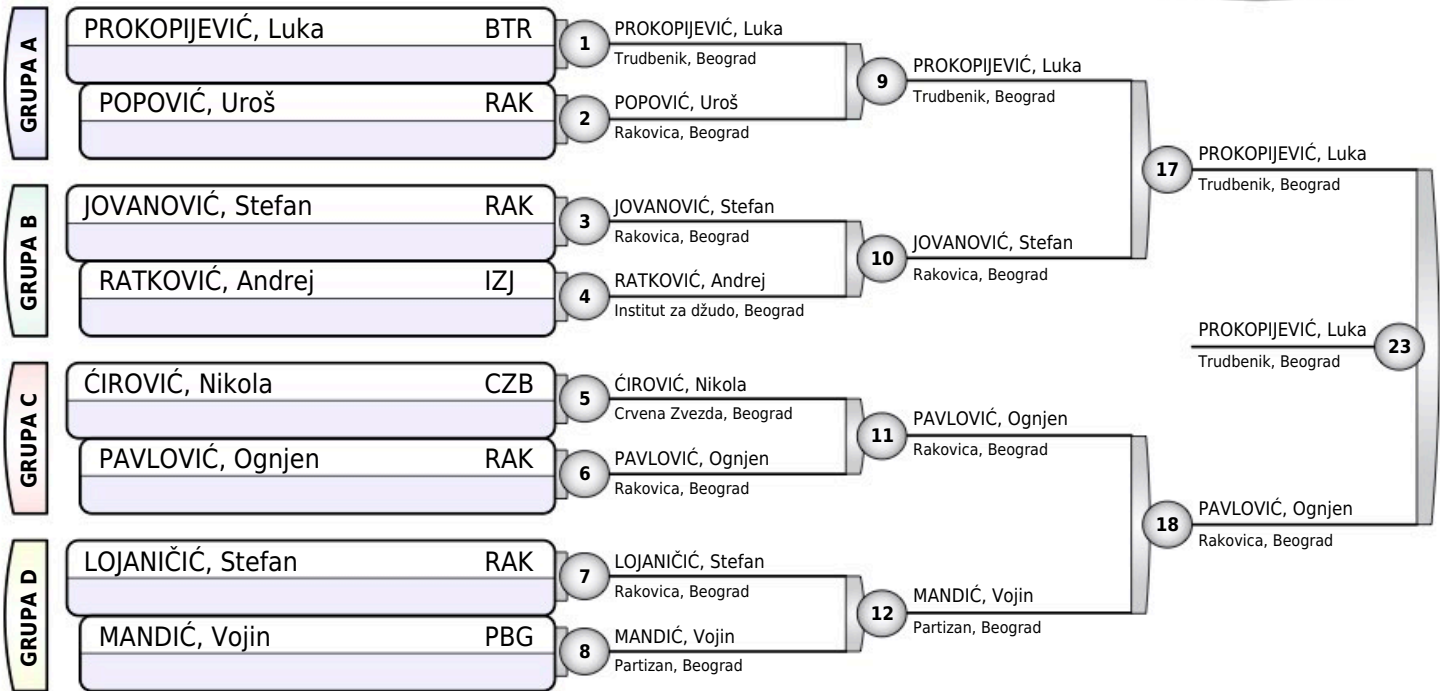 GRUPA A
PROKOPIJEVIĆ, Luka BTR
POPOVIĆ, Uroš RAK
GRUPA B
JOVANOVIĆ, Stefan RAK
RATKOVIĆ, Andrej IZJ
GRUPA C
ĆIROVIĆ, Nikola CZB
PAVLOVIĆ, Ognjen RAK
GRUPA D
LOJANIČIĆ, Stefan RAK
MANDIĆ, Vojin PBG
1
PROKOPIJEVIĆ, Luka
Trudbenik, Beograd
2
POPOVIĆ, Uroš
Rakovica, Beograd
3
JOVANOVIĆ, Stefan
Rakovica, Beograd
4
RATKOVIĆ, Andrej
Institut za džudo, Beograd
5
ĆIROVIĆ, Nikola
Crvena Zvezda, Beograd
6
PAVLOVIĆ, Ognjen
Rakovica, Beograd
7
LOJANIČIĆ, Stefan
Rakovica, Beograd
8
MANDIĆ, Vojin
Partizan, Beograd
9
PROKOPIJEVIĆ, Luka
Trudbenik, Beograd
10
JOVANOVIĆ, Stefan
Rakovica, Beograd
11
PAVLOVIĆ, Ognjen
Rakovica, Beograd
12
MANDIĆ, Vojin
Partizan, Beograd
17
PROKOPIJEVIĆ, Luka
Trudbenik, Beograd
18
PAVLOVIĆ, Ognjen
Rakovica, Beograd
PROKOPIJEVIĆ, Luka
Trudbenik, Beograd
23